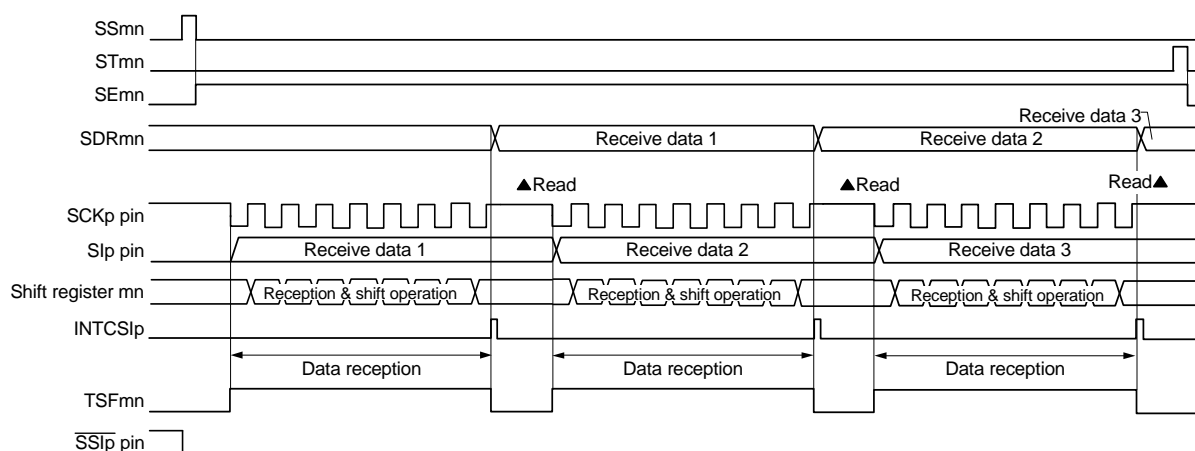 SSmn
STmn
SEmn
Receive data 3
SDRmn Receive data 1 Receive data 2
▲Read ▲Read Read▲
SCKp pin
SIp pin Receive data 1 Receive data 2 Receive data 3
Shift register mn Reception & shift operation Reception & shift operation Reception & shift operation
INTCSIp
Data reception Data reception Data reception
TSFmn
SSIp pin